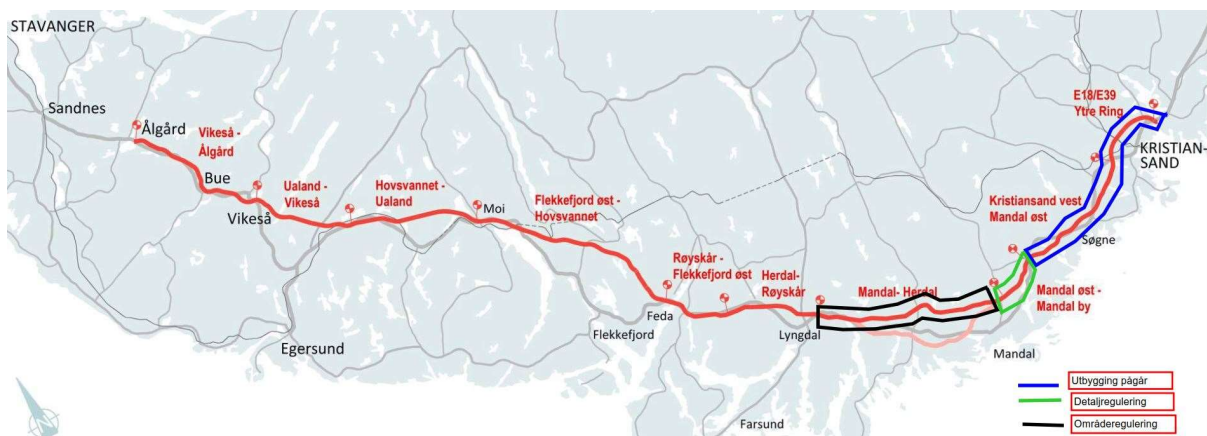 STAVANGER
Sandnes
Ålgård
Vikeså -
Ålgård
Bue
Vikeså
Ualand -
Vikeså
Hovsvannet -
Ualand
Moi
Flekkefjord øst -
Hovsvannet
Egersund
Røyskår -
Flekkefjord øst
Feda
Flekkefjord
Herdal-
Røyskår
Lyngdal
Farsund
Mandal- Herdal
Mandal
Mandal øst -
Mandal by
Kristiansand vest
Mandal øst
Søgne
E18/E39
Ytre Ring
KRISTIAN-
SAND
Utbygging pågår
Detaljregulering
Områderegulering